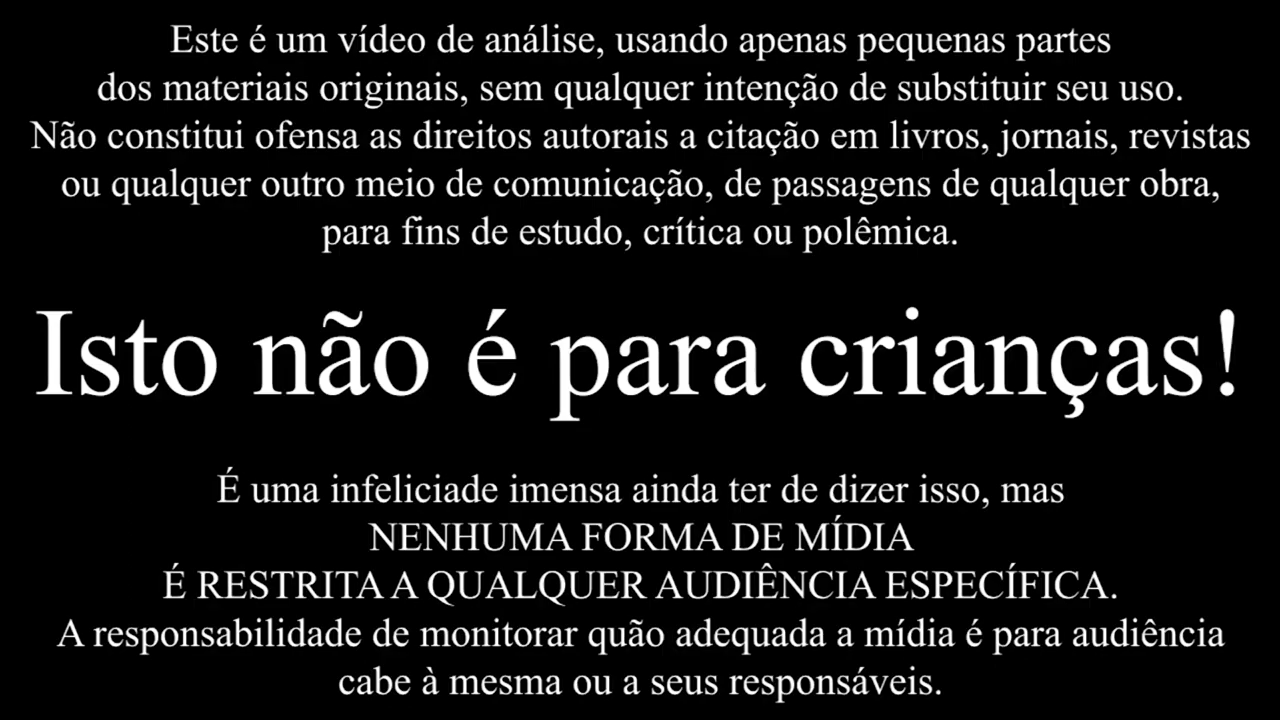 Este é um vídeo de análise, usando apenas pequenas partes
dos materiais originais, sem qualquer intenção de substituir seu uso.
Não constitui ofensa as direitos autorais a citação em livros, jornais, revistas
ou qualquer outro meio de comunicação, de passagens de qualquer obra,
para fins de estudo, crítica ou polêmica.
Isto não é para crianças!
É uma infeliciade imensa ainda ter de dizer isso, mas
NENHUMA FORMA DE MÍDIA
É RESTRITA A QUALQUER AUDIÊNCIA ESPECÍFICA.
A responsabilidade de monitorar quão adequada a mídia é para audiência
cabe à mesma ou a seus responsáveis.